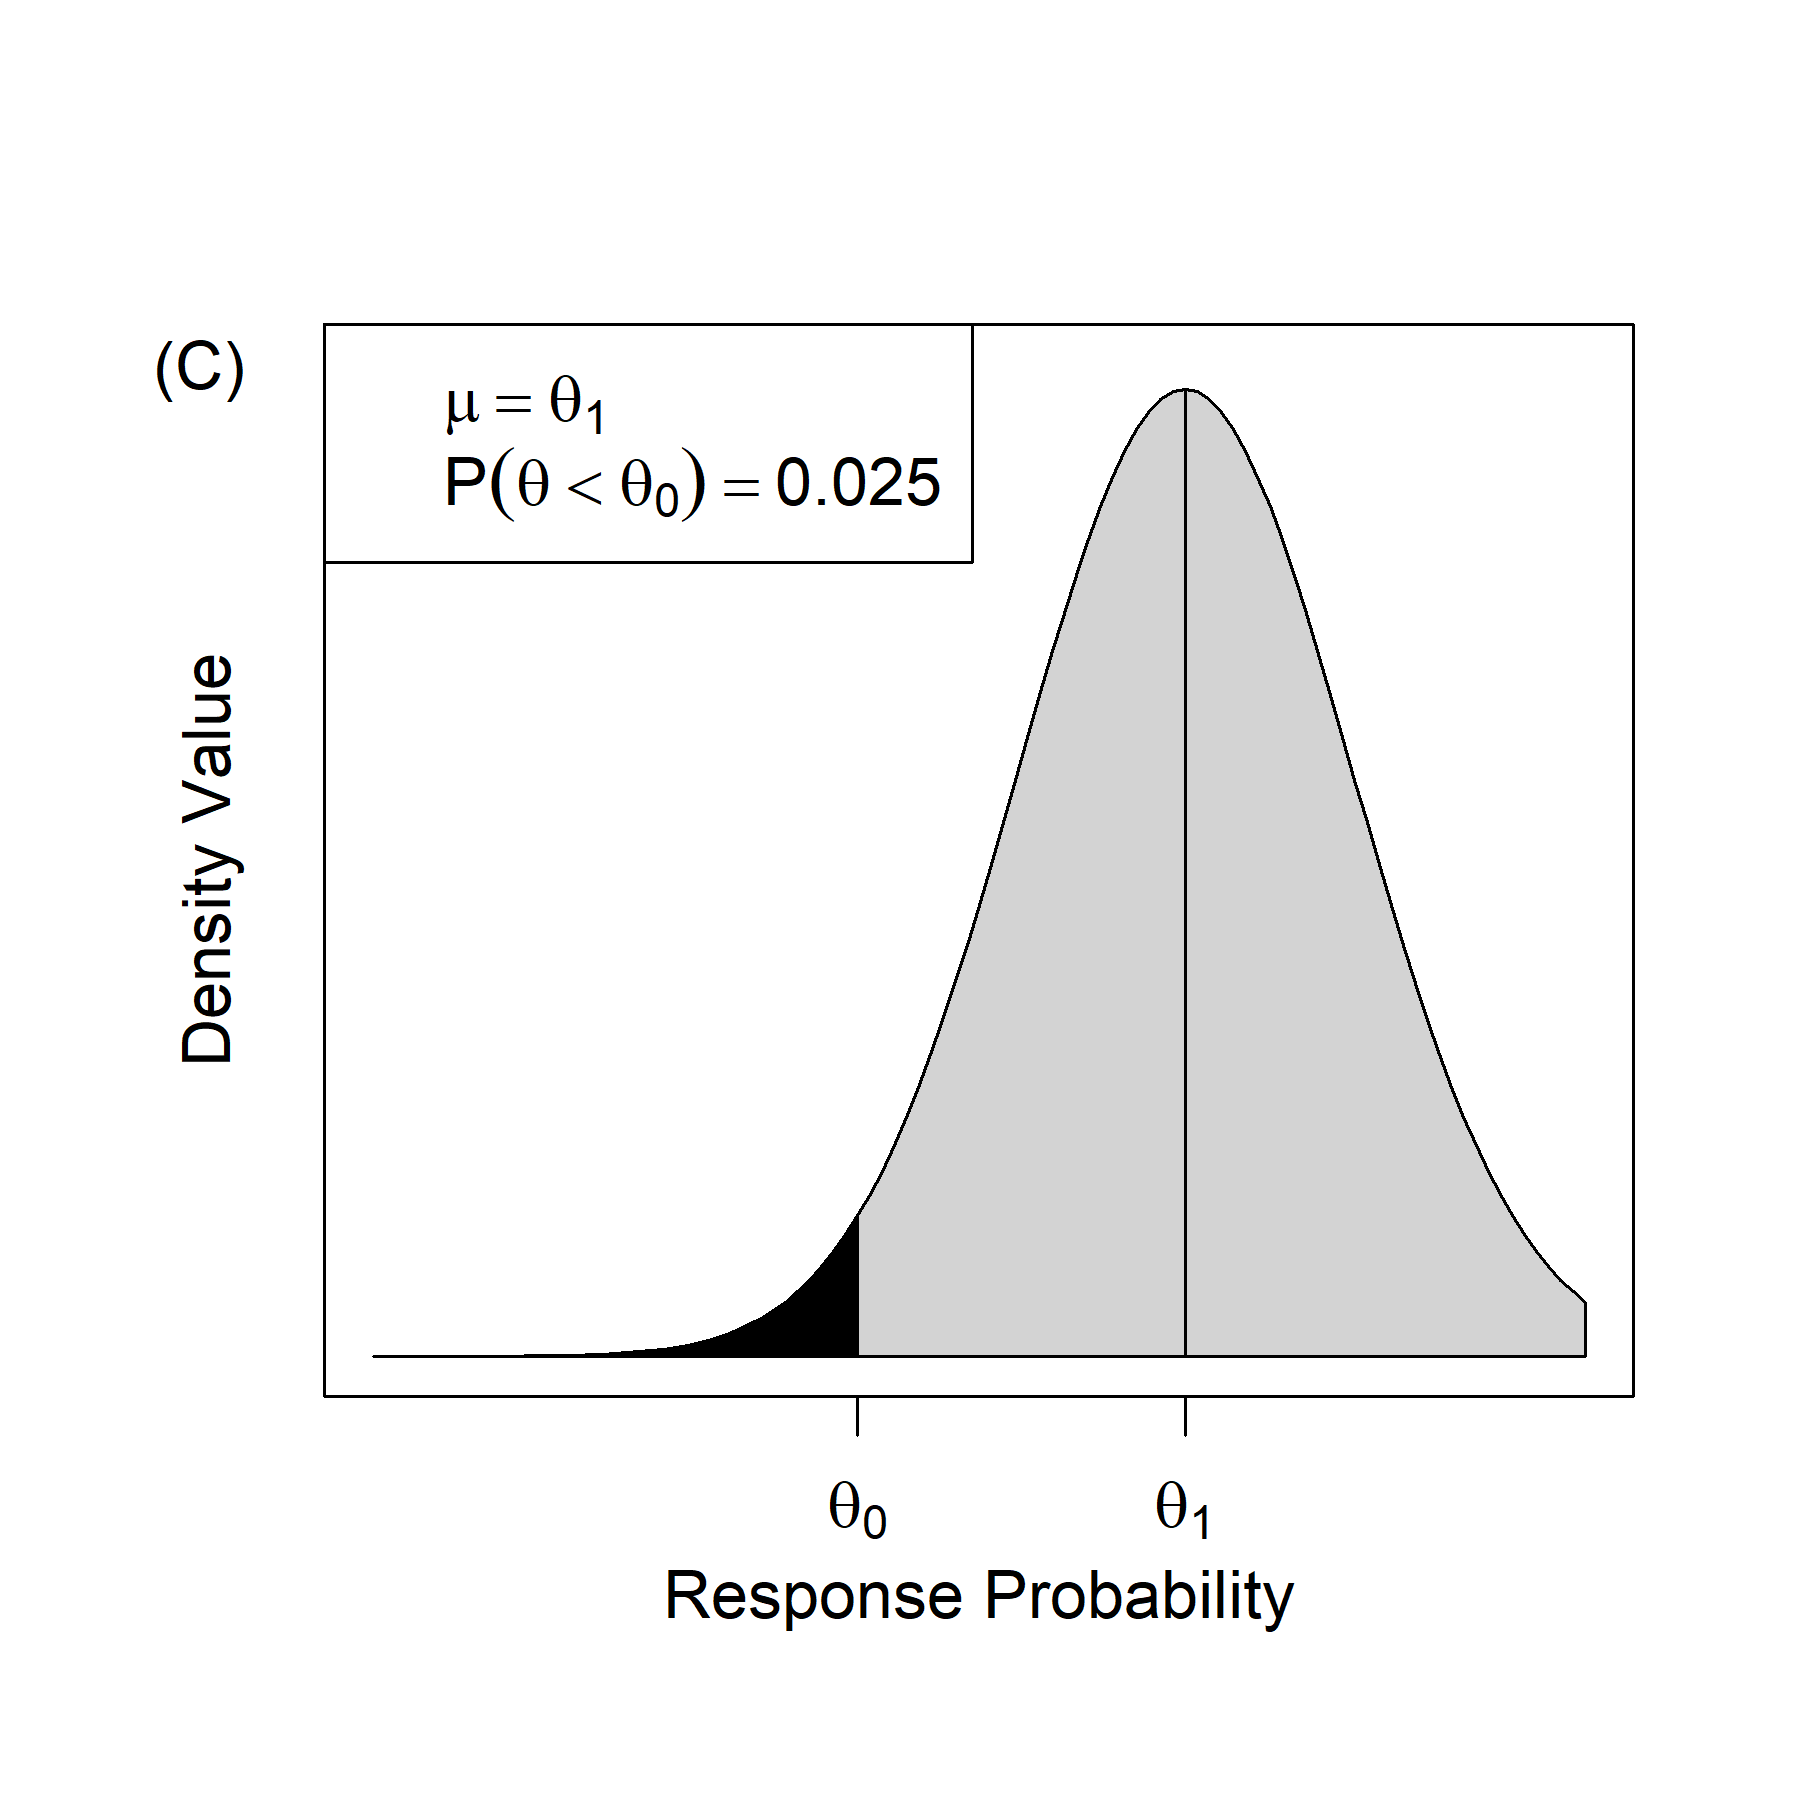 (C)
μ = θ₁
P(θ < θ₀) = 0.025
Density Value
θ₀
θ₁
Response Probability